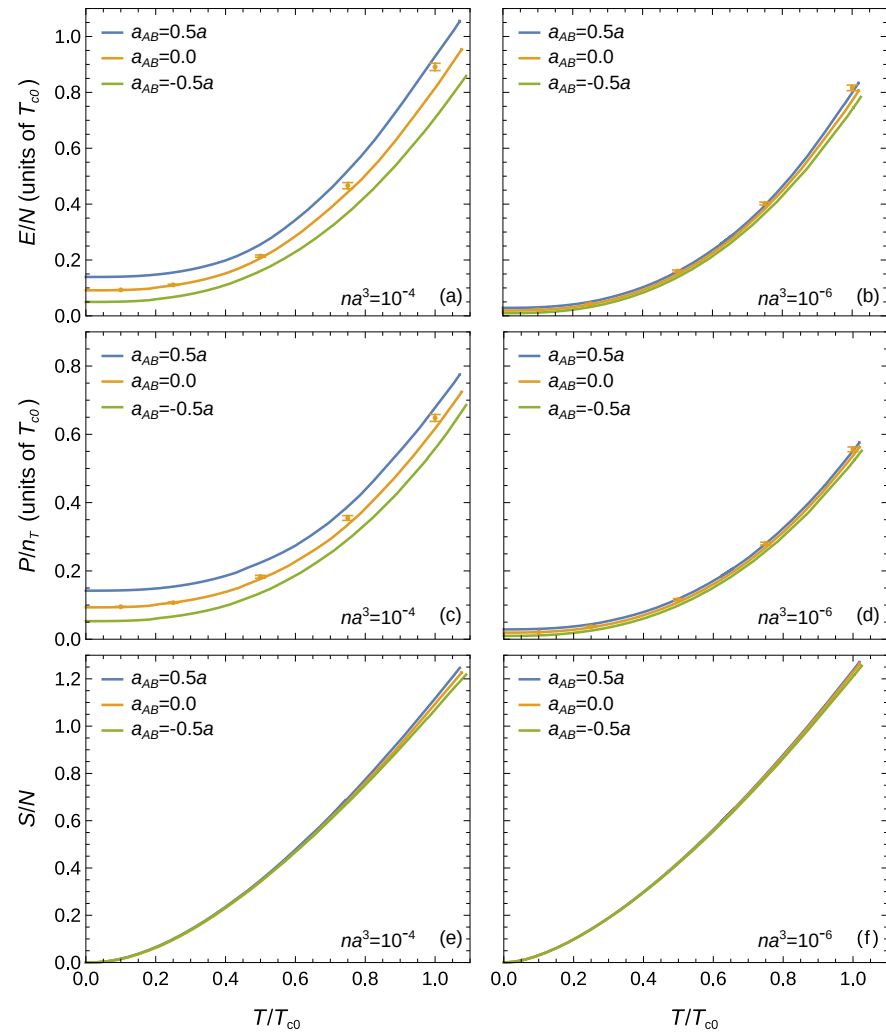 E/N (units of T_c0)
1.0
0.8
0.6
0.4
0.2
0.0
a_AB=0.5a
a_AB=0.0
a_AB=-0.5a
na³=10⁻⁴ (a)
a_AB=0.5a
a_AB=0.0
a_AB=-0.5a
na³=10⁻⁶ (b)
P/n_T (units of T_c0)
0.8
0.6
0.4
0.2
0.0
a_AB=0.5a
a_AB=0.0
a_AB=-0.5a
na³=10⁻⁴ (c)
a_AB=0.5a
a_AB=0.0
a_AB=-0.5a
na³=10⁻⁶ (d)
S/N
1.2
1.0
0.8
0.6
0.4
0.2
0.0
a_AB=0.5a
a_AB=0.0
a_AB=-0.5a
na³=10⁻⁴ (e)
0.0 0.2 0.4 0.6 0.8 1.0
T/T_c0
a_AB=0.5a
a_AB=0.0
a_AB=-0.5a
na³=10⁻⁶ (f)
0.0 0.2 0.4 0.6 0.8 1.0
T/T_c0